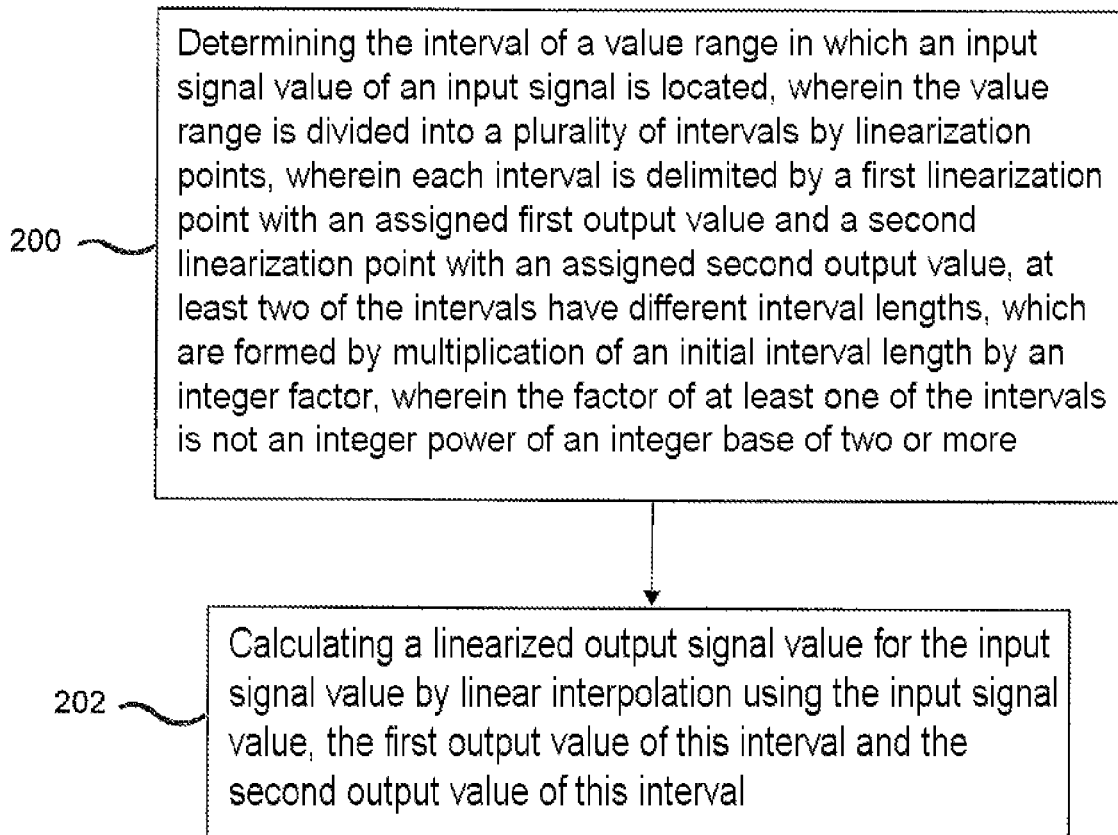 Determining the interval of a value range in which an input
signal value of an input signal is located, wherein the value
range is divided into a plurality of intervals by linearization
points, wherein each interval is delimited by a first linearization
point with an assigned first output value and a second
linearization point with an assigned second output value, at
least two of the intervals have different interval lengths, which
are formed by multiplication of an initial interval length by an
integer factor, wherein the factor of at least one of the intervals
is not an integer power of an integer base of two or more
200
Calculating a linearized output signal value for the input
signal value by linear interpolation using the input signal
value, the first output value of this interval and the
second output value of this interval
202